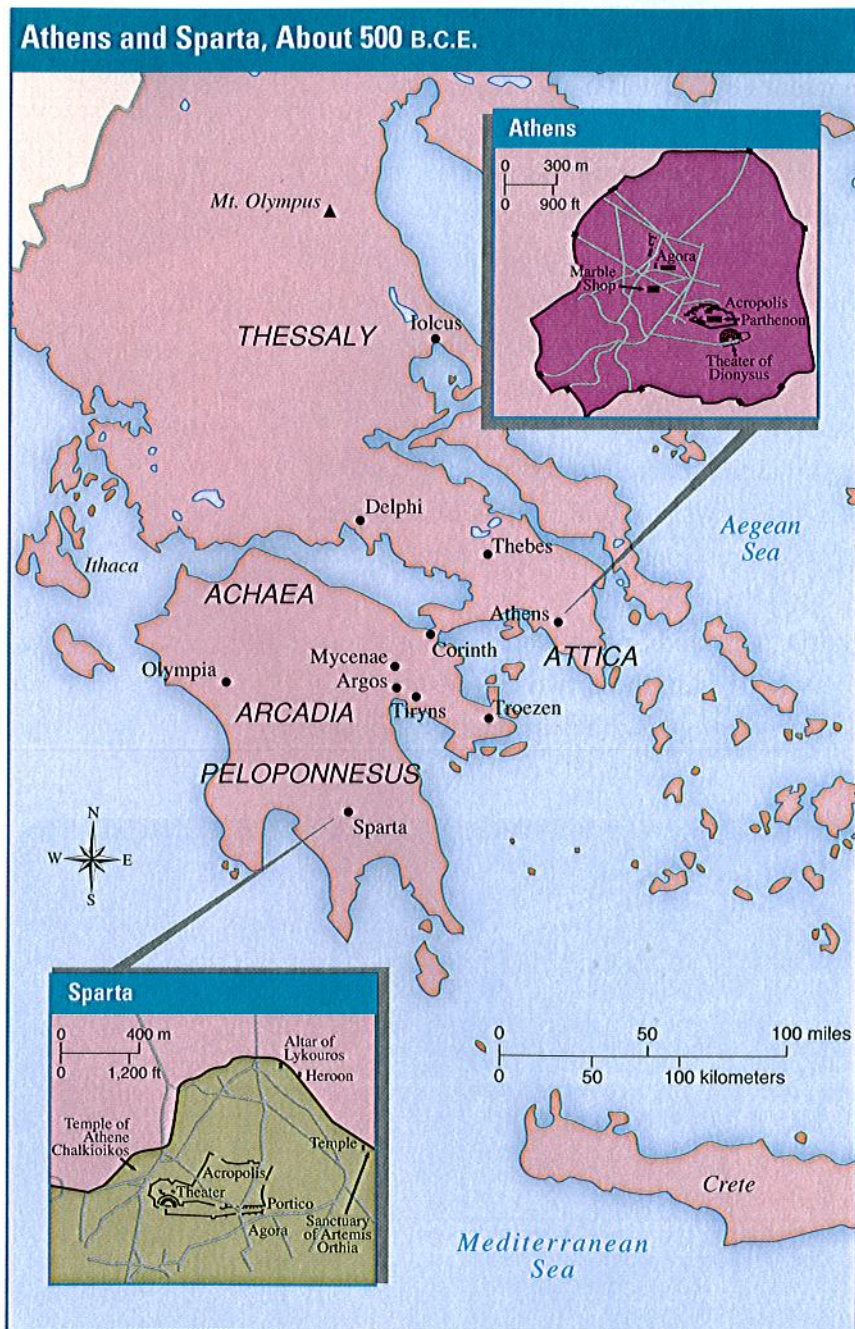 Athens and Sparta, About 500 B.C.E.
Athens
0 300 m
0 900 ft
Agora
Marble
Shop
Acropolis
Parthenon
Theater of
Dionysus
Mt. Olympus
THESSALY
Iolcus
Delphi
Thebes
Aegean
Sea
Ithaca
ACHAEA
Athens
Corinth
ATTICA
Mycenae
Olympia
Argos
Tiryns
Troezen
ARCADIA
PELOPONNESUS
Sparta
N
W E
S
Sparta
0 400 m
0 1,200 ft
Altar of
Lykouros
Heroon
Temple of
Athene
Chalkioikos
Temple
Acropolis
Theater
Portico
Agora
Sanctuary
of Artemis
Orthia
0 50 100 miles
0 50 100 kilometers
Crete
Mediterranean
Sea